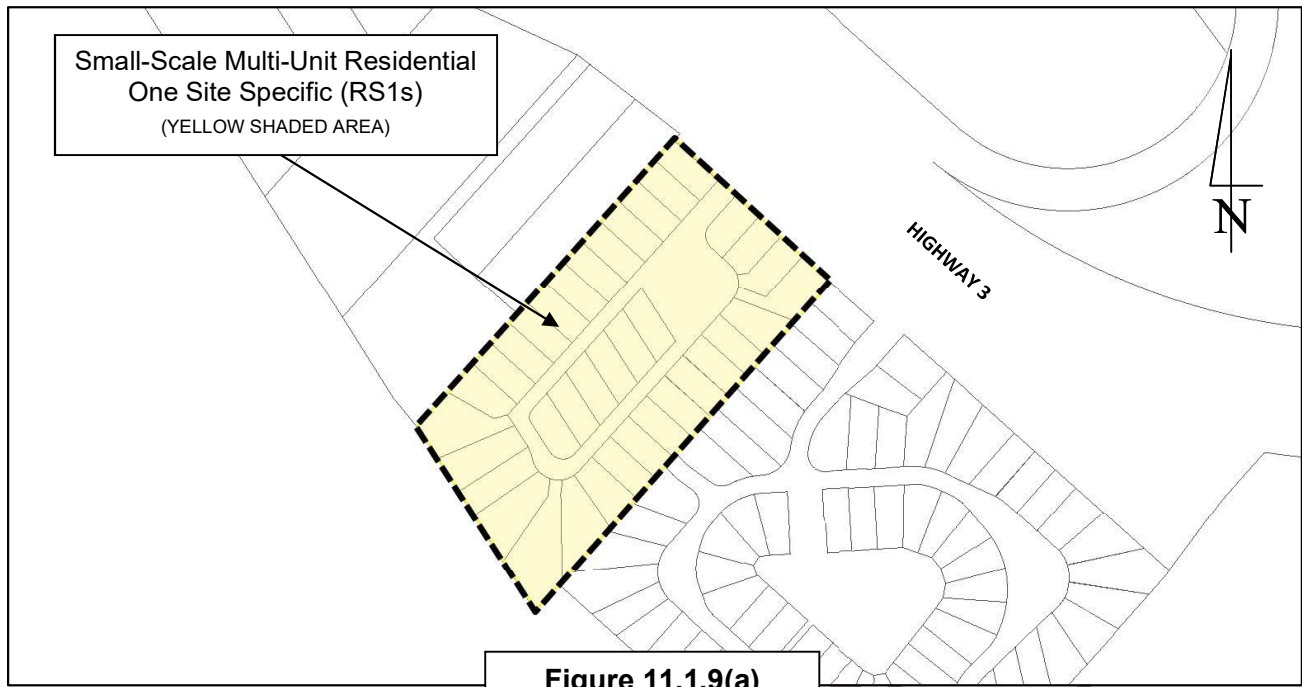 Small-Scale Multi-Unit Residential
One Site Specific (RS1s)
(YELLOW SHADED AREA)
HIGHWAY 3
N
Figure 11.1.9(a)